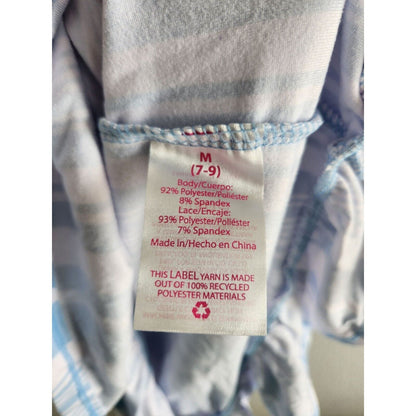 M
(7-9)
Body/Cuerpo:
92% Polyester/Poliéster
8% Spandex
Lace/Encaje:
93% Polyester/Poliéster
7% Spandex
Made in/Hecho en China
THIS LABEL YARN IS MADE
OUT OF 100% RECYCLED
POLYESTER MATERIALS